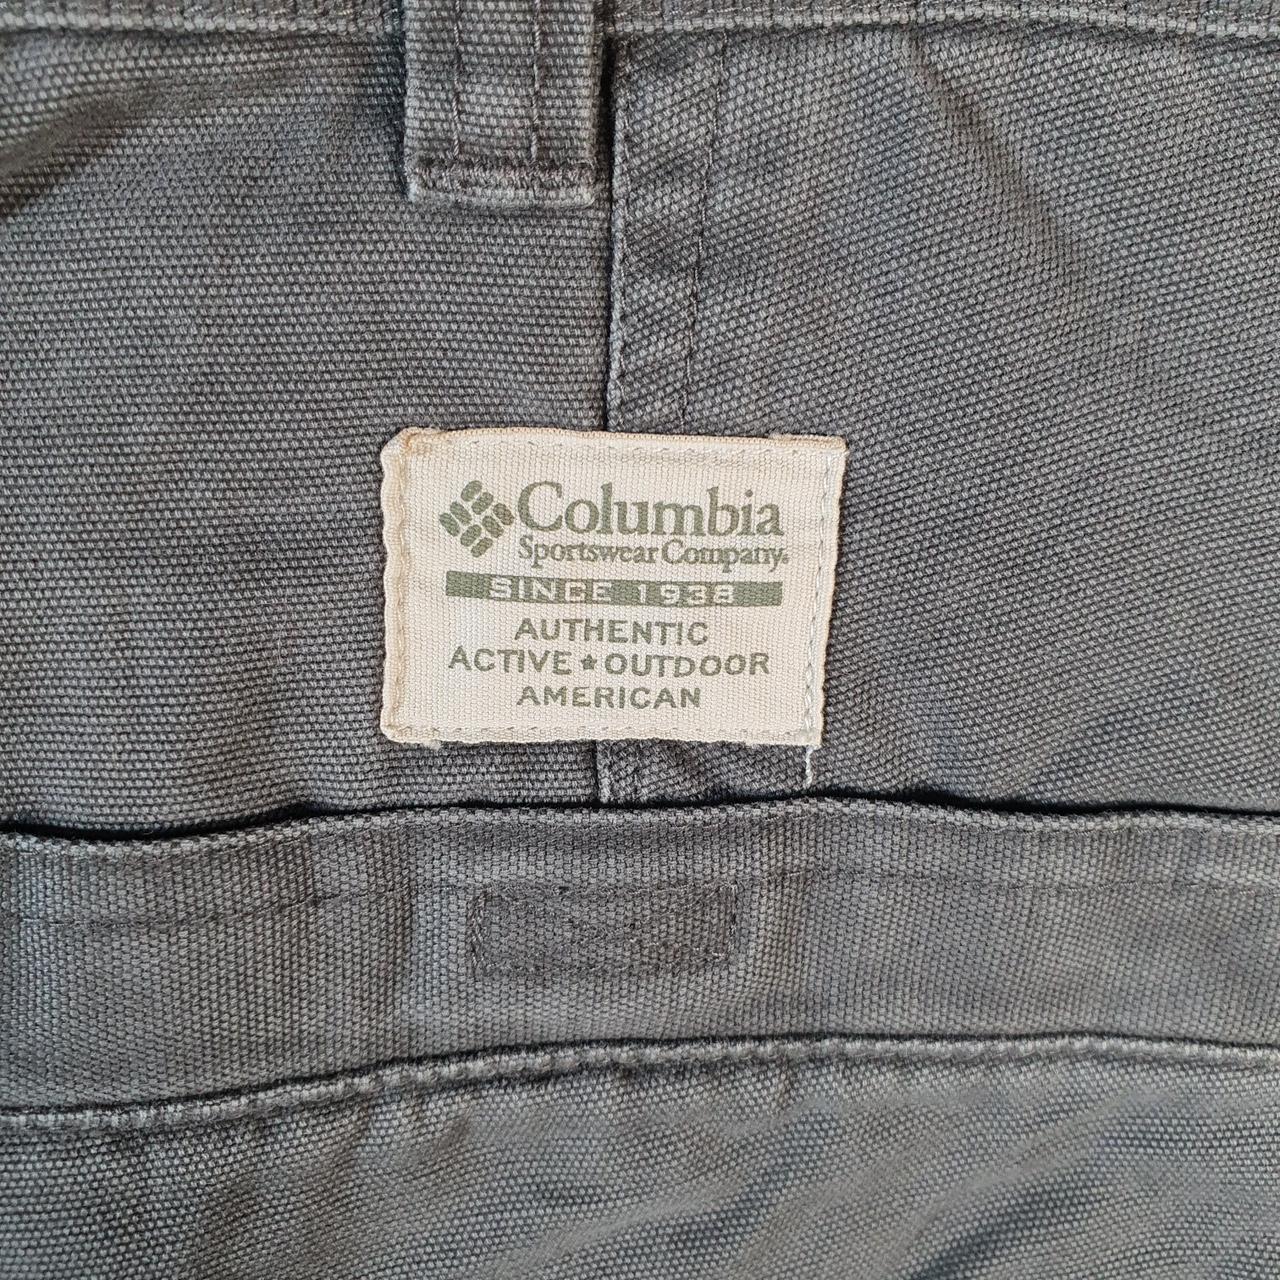 Columbia
Sportswear Company®
SINCE 1938
AUTHENTIC
ACTIVE★OUTDOOR
AMERICAN